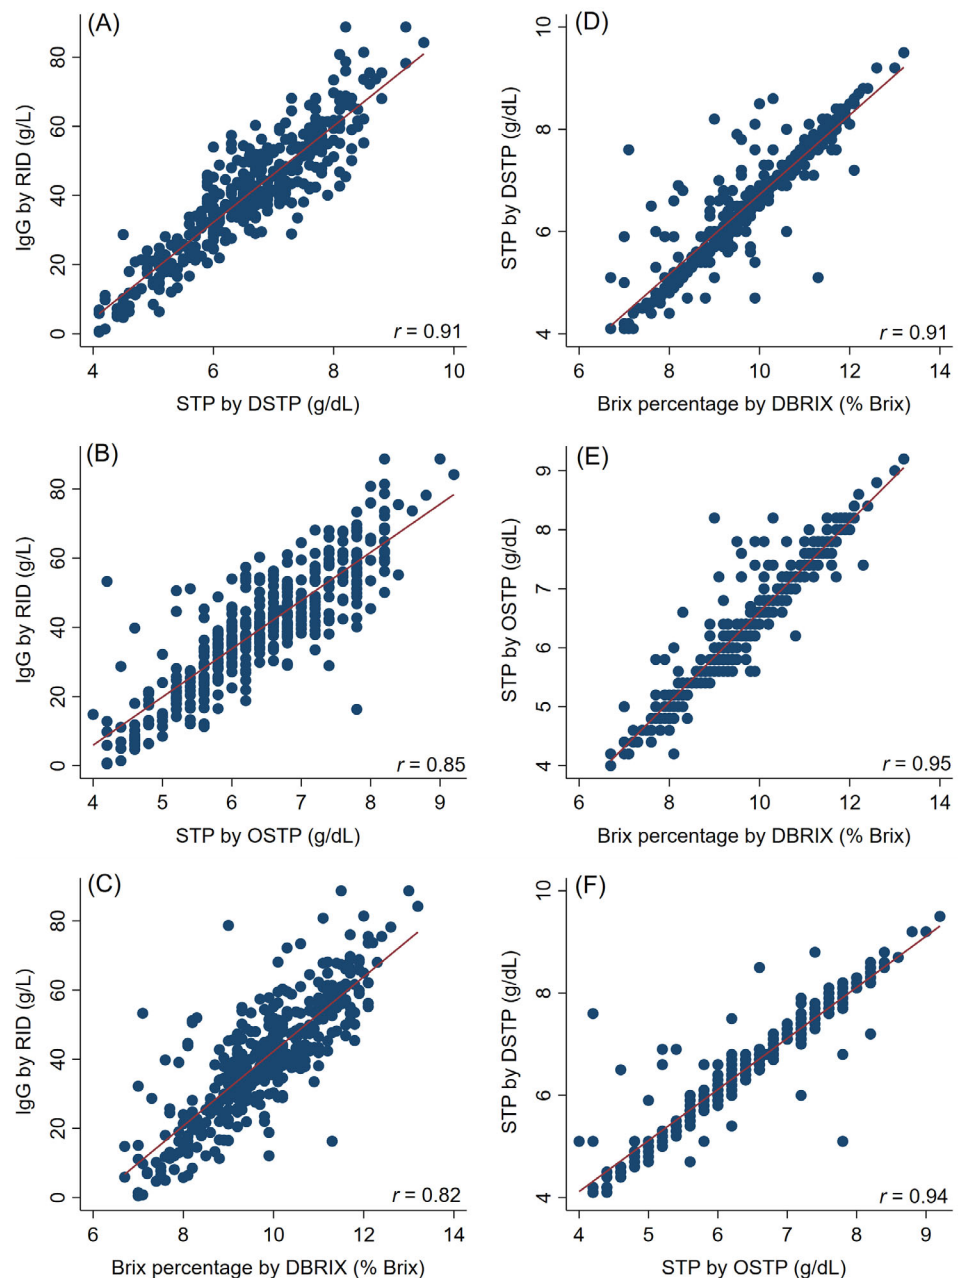 (A)
IgG by RID (g/L)
80
60
40
20
0
r = 0.91
4 6 8 10
STP by DSTP (g/dL)
(D)
STP by DSTP (g/dL)
10
8
6
4
r = 0.91
6 8 10 12 14
Brix percentage by DBRIX (% Brix)
(B)
IgG by RID (g/L)
80
60
40
20
0
r = 0.85
4 5 6 7 8 9
STP by OSTP (g/dL)
(E)
STP by OSTP (g/dL)
9
8
7
6
5
4
r = 0.95
6 8 10 12 14
Brix percentage by DBRIX (% Brix)
(C)
IgG by RID (g/L)
80
60
40
20
0
r = 0.82
6 8 10 12 14
Brix percentage by DBRIX (% Brix)
(F)
STP by DSTP (g/dL)
10
8
6
4
r = 0.94
4 5 6 7 8 9
STP by OSTP (g/dL)